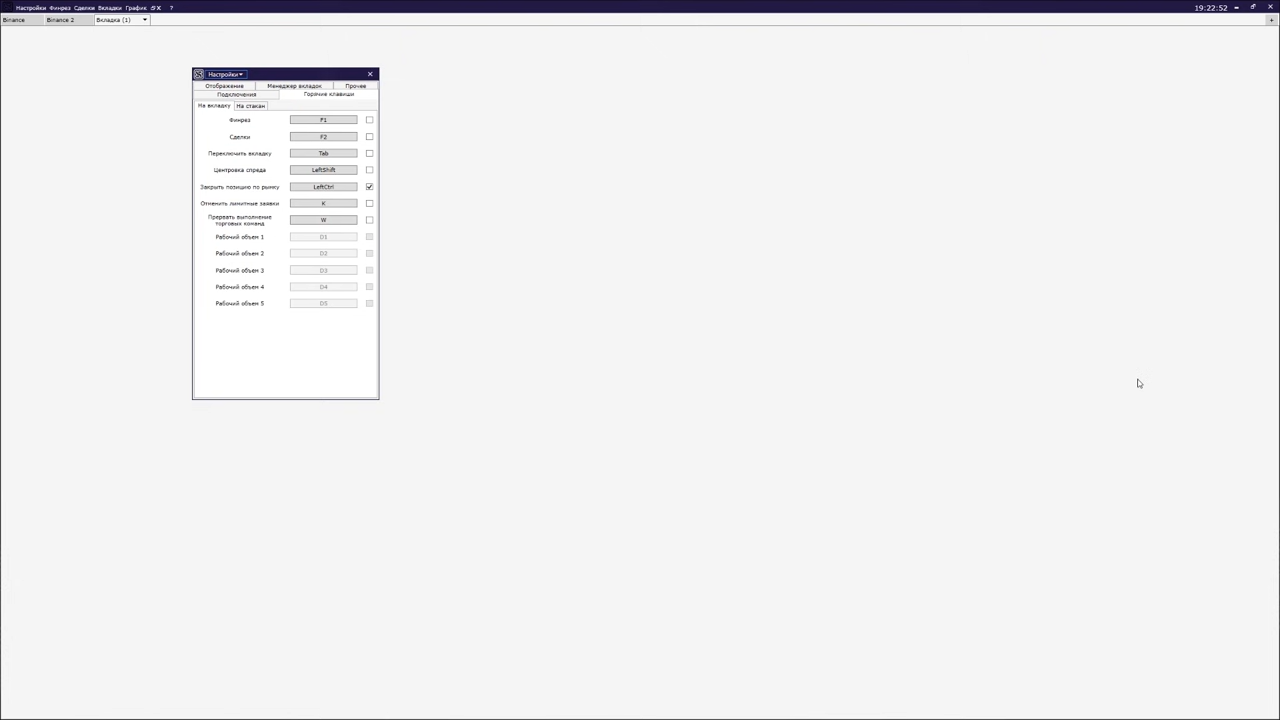 Настройки Финрез Сделки Вкладки График ?
19:22:52
Binance Binance 2 Вкладка (1)
+
Настройки
Отображение Менеджер вкладок Прочее
Подключения Горячие клавиши
На вкладку На стакан
Финрез F1
Сделки F2
Переключить вкладку Tab
Центровка спреда LeftShift
Закрыть позицию по рынку LeftCtrl
Отменить лимитные заявки K
Прервать выполнение
торговых команд W
Рабочий объем 1 D1
Рабочий объем 2 D2
Рабочий объем 3 D3
Рабочий объем 4 D4
Рабочий объем 5 D5